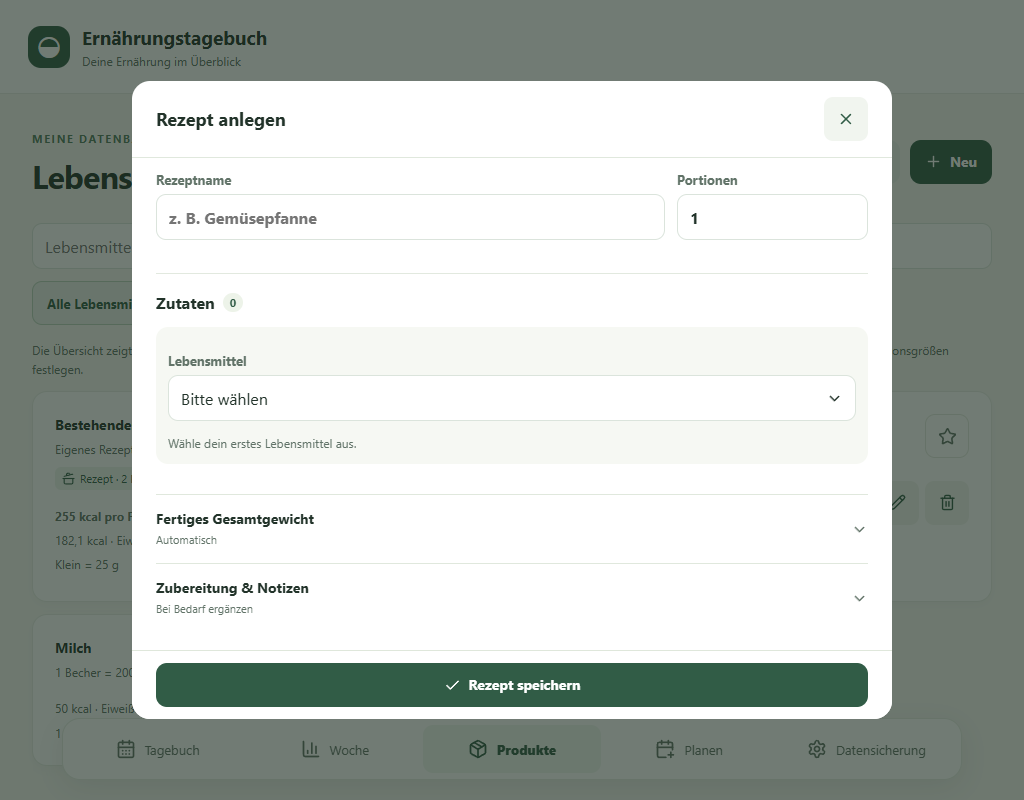 Ernährungstagebuch
Deine Ernährung im Überblick
MEINE DATENB
Lebens
Neu
Lebensmitte
Alle Lebensmi
Die Übersicht zeigt
onsgrößen
festlegen.
Bestehende
Eigenes Rezep
Rezept · 2
255 kcal pro
182,1 kcal · Eiw
Klein = 25 g
Milch
1 Becher = 200
50 kcal · Eiweiß
1
Rezept anlegen
Rezeptname
Portionen
z. B. Gemüsepfanne
1
Zutaten 0
Lebensmittel
Bitte wählen
Wähle dein erstes Lebensmittel aus.
Fertiges Gesamtgewicht
Automatisch
Zubereitung & Notizen
Bei Bedarf ergänzen
Rezept speichern
Tagebuch
Woche
Produkte
Planen
Datensicherung